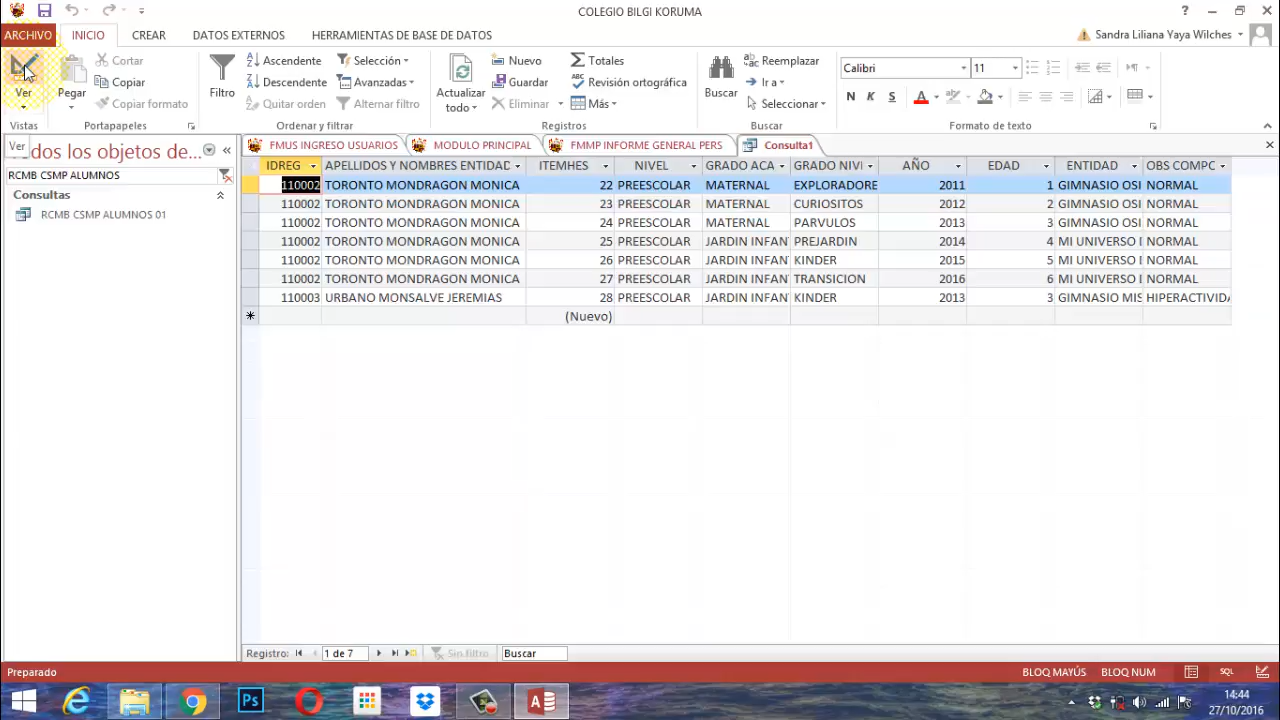 COLEGIO BILGI KORUMA
ARCHIVO INICIO CREAR DATOS EXTERNOS HERRAMIENTAS DE BASE DE DATOS Sandra Liliana Yaya Wilches
Ver
Vistas
Pegar
Cortar
Copiar
Copiar formato
Portapapeles
Filtro
Ascendente
Descendente
Quitar orden
Selección
Avanzadas
Alternar filtro
Ordenar y filtrar
Actualizar todo
Nuevo
Guardar
Eliminar
Totales
Revisión ortográfica
Más
Registros
Buscar
Reemplazar
Ir a
Seleccionar
Buscar
Calibri 11
N K S
Formato de texto
Ver
dos los objetos de...
RCMB CSMP ALUMNOS
Consultas
RCMB CSMP ALUMNOS 01
FMUS INGRESO USUARIOS MODULO PRINCIPAL FMMP INFORME GENERAL PERS Consulta1
IDREG APELLIDOS Y NOMBRES ENTIDAD ITEMHES NIVEL GRADO ACA GRADO NIVI AÑO EDAD ENTIDAD OBS COMPC
110002 TORONTO MONDRAGON MONICA 22 PREESCOLAR MATERNAL EXPLORADORE 2011 1 GIMNASIO OSI NORMAL
110002 TORONTO MONDRAGON MONICA 23 PREESCOLAR MATERNAL CURIOSITOS 2012 2 GIMNASIO OSI NORMAL
110002 TORONTO MONDRAGON MONICA 24 PREESCOLAR MATERNAL PARVULOS 2013 3 GIMNASIO OSI NORMAL
110002 TORONTO MONDRAGON MONICA 25 PREESCOLAR JARDIN INFAN PREJARDIN 2014 4 MI UNIVERSO NORMAL
110002 TORONTO MONDRAGON MONICA 26 PREESCOLAR JARDIN INFAN KINDER 2015 5 MI UNIVERSO NORMAL
110002 TORONTO MONDRAGON MONICA 27 PREESCOLAR JARDIN INFAN TRANSICION 2016 6 MI UNIVERSO NORMAL
110003 URBANO MONSALVE JEREMIAS 28 PREESCOLAR JARDIN INFAN KINDER 2013 3 GIMNASIO MIS HIPERACTIVIDA
(Nuevo)
Registro: 1 de 7 Sin filtro Buscar
Preparado BLOQ MAYÚS BLOQ NUM SQL
14:44
27/10/2016